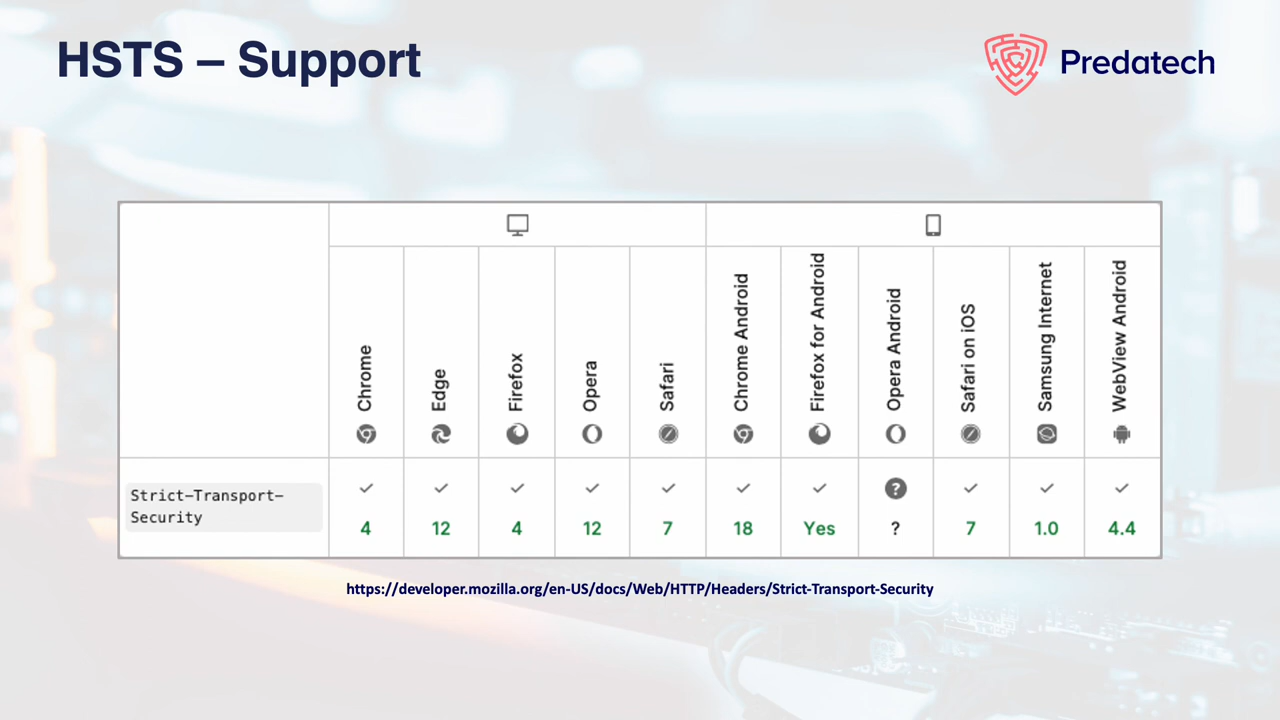 HSTS – Support
Predatech
Chrome
Edge
Firefox
Opera
Safari
Chrome Android
Firefox for Android
Opera Android
Safari on iOS
Samsung Internet
WebView Android
Strict-Transport-
Security
4
12
4
12
7
18
Yes
?
?
7
1.0
4.4
https://developer.mozilla.org/en-US/docs/Web/HTTP/Headers/Strict-Transport-Security